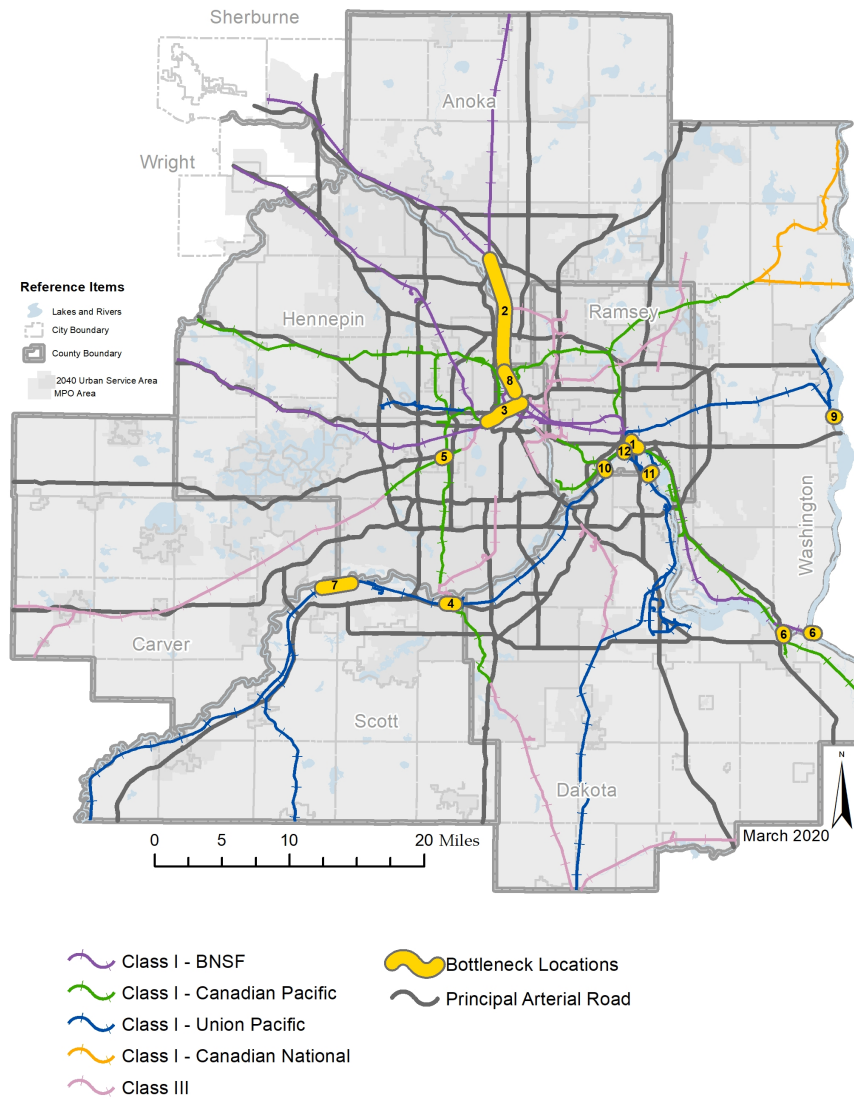 Sherburne
Anoka
Wright
Reference Items
Lakes and Rivers
City Boundary
County Boundary
2040 Urban Service Area
MPO Area
Hennepin
Ramsey
2
8
3
9
5
1
12
10
11
Washington
7
4
6
6
Carver
Scott
Dakota
N
March 2020
0 5 10 20 Miles
Class I - BNSF
Class I - Canadian Pacific
Class I - Union Pacific
Class I - Canadian National
Class III
Bottleneck Locations
Principal Arterial Road